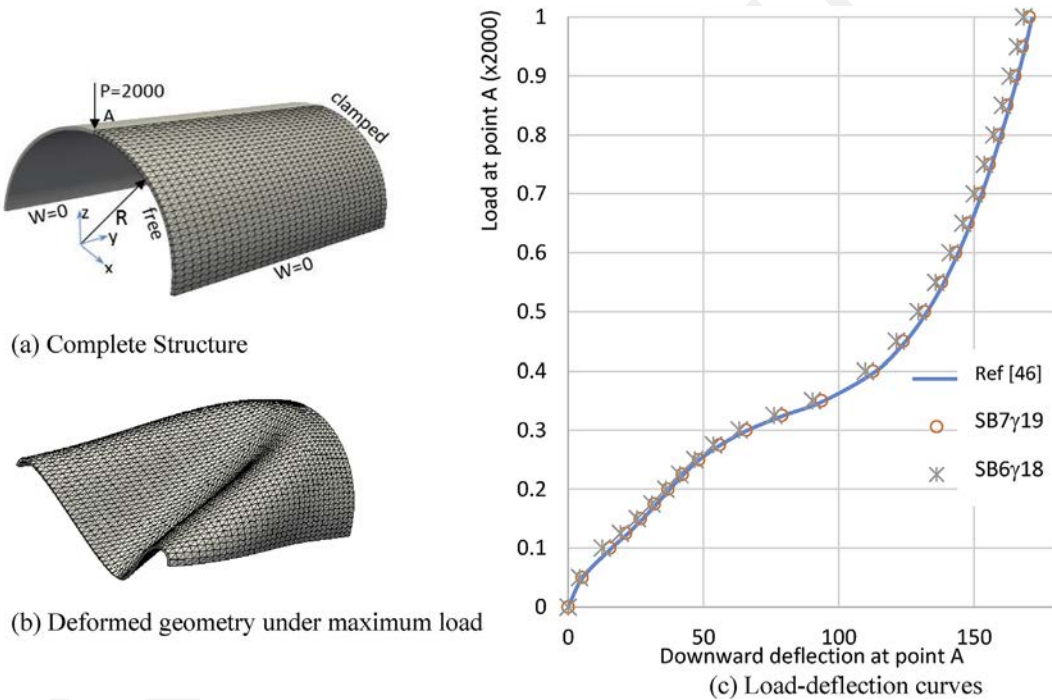 P=2000
A
clamped
W=0
z
R
free
y
x
W=0
(a) Complete Structure
(b) Deformed geometry under maximum load
Load at point A (x2000)
1
0.9
0.8
0.7
0.6
0.5
0.4
0.3
0.2
0.1
0
0
50
100
150
Ref [46]
SB7γ19
SB6γ18
Downward deflection at point A
(c) Load-deflection curves